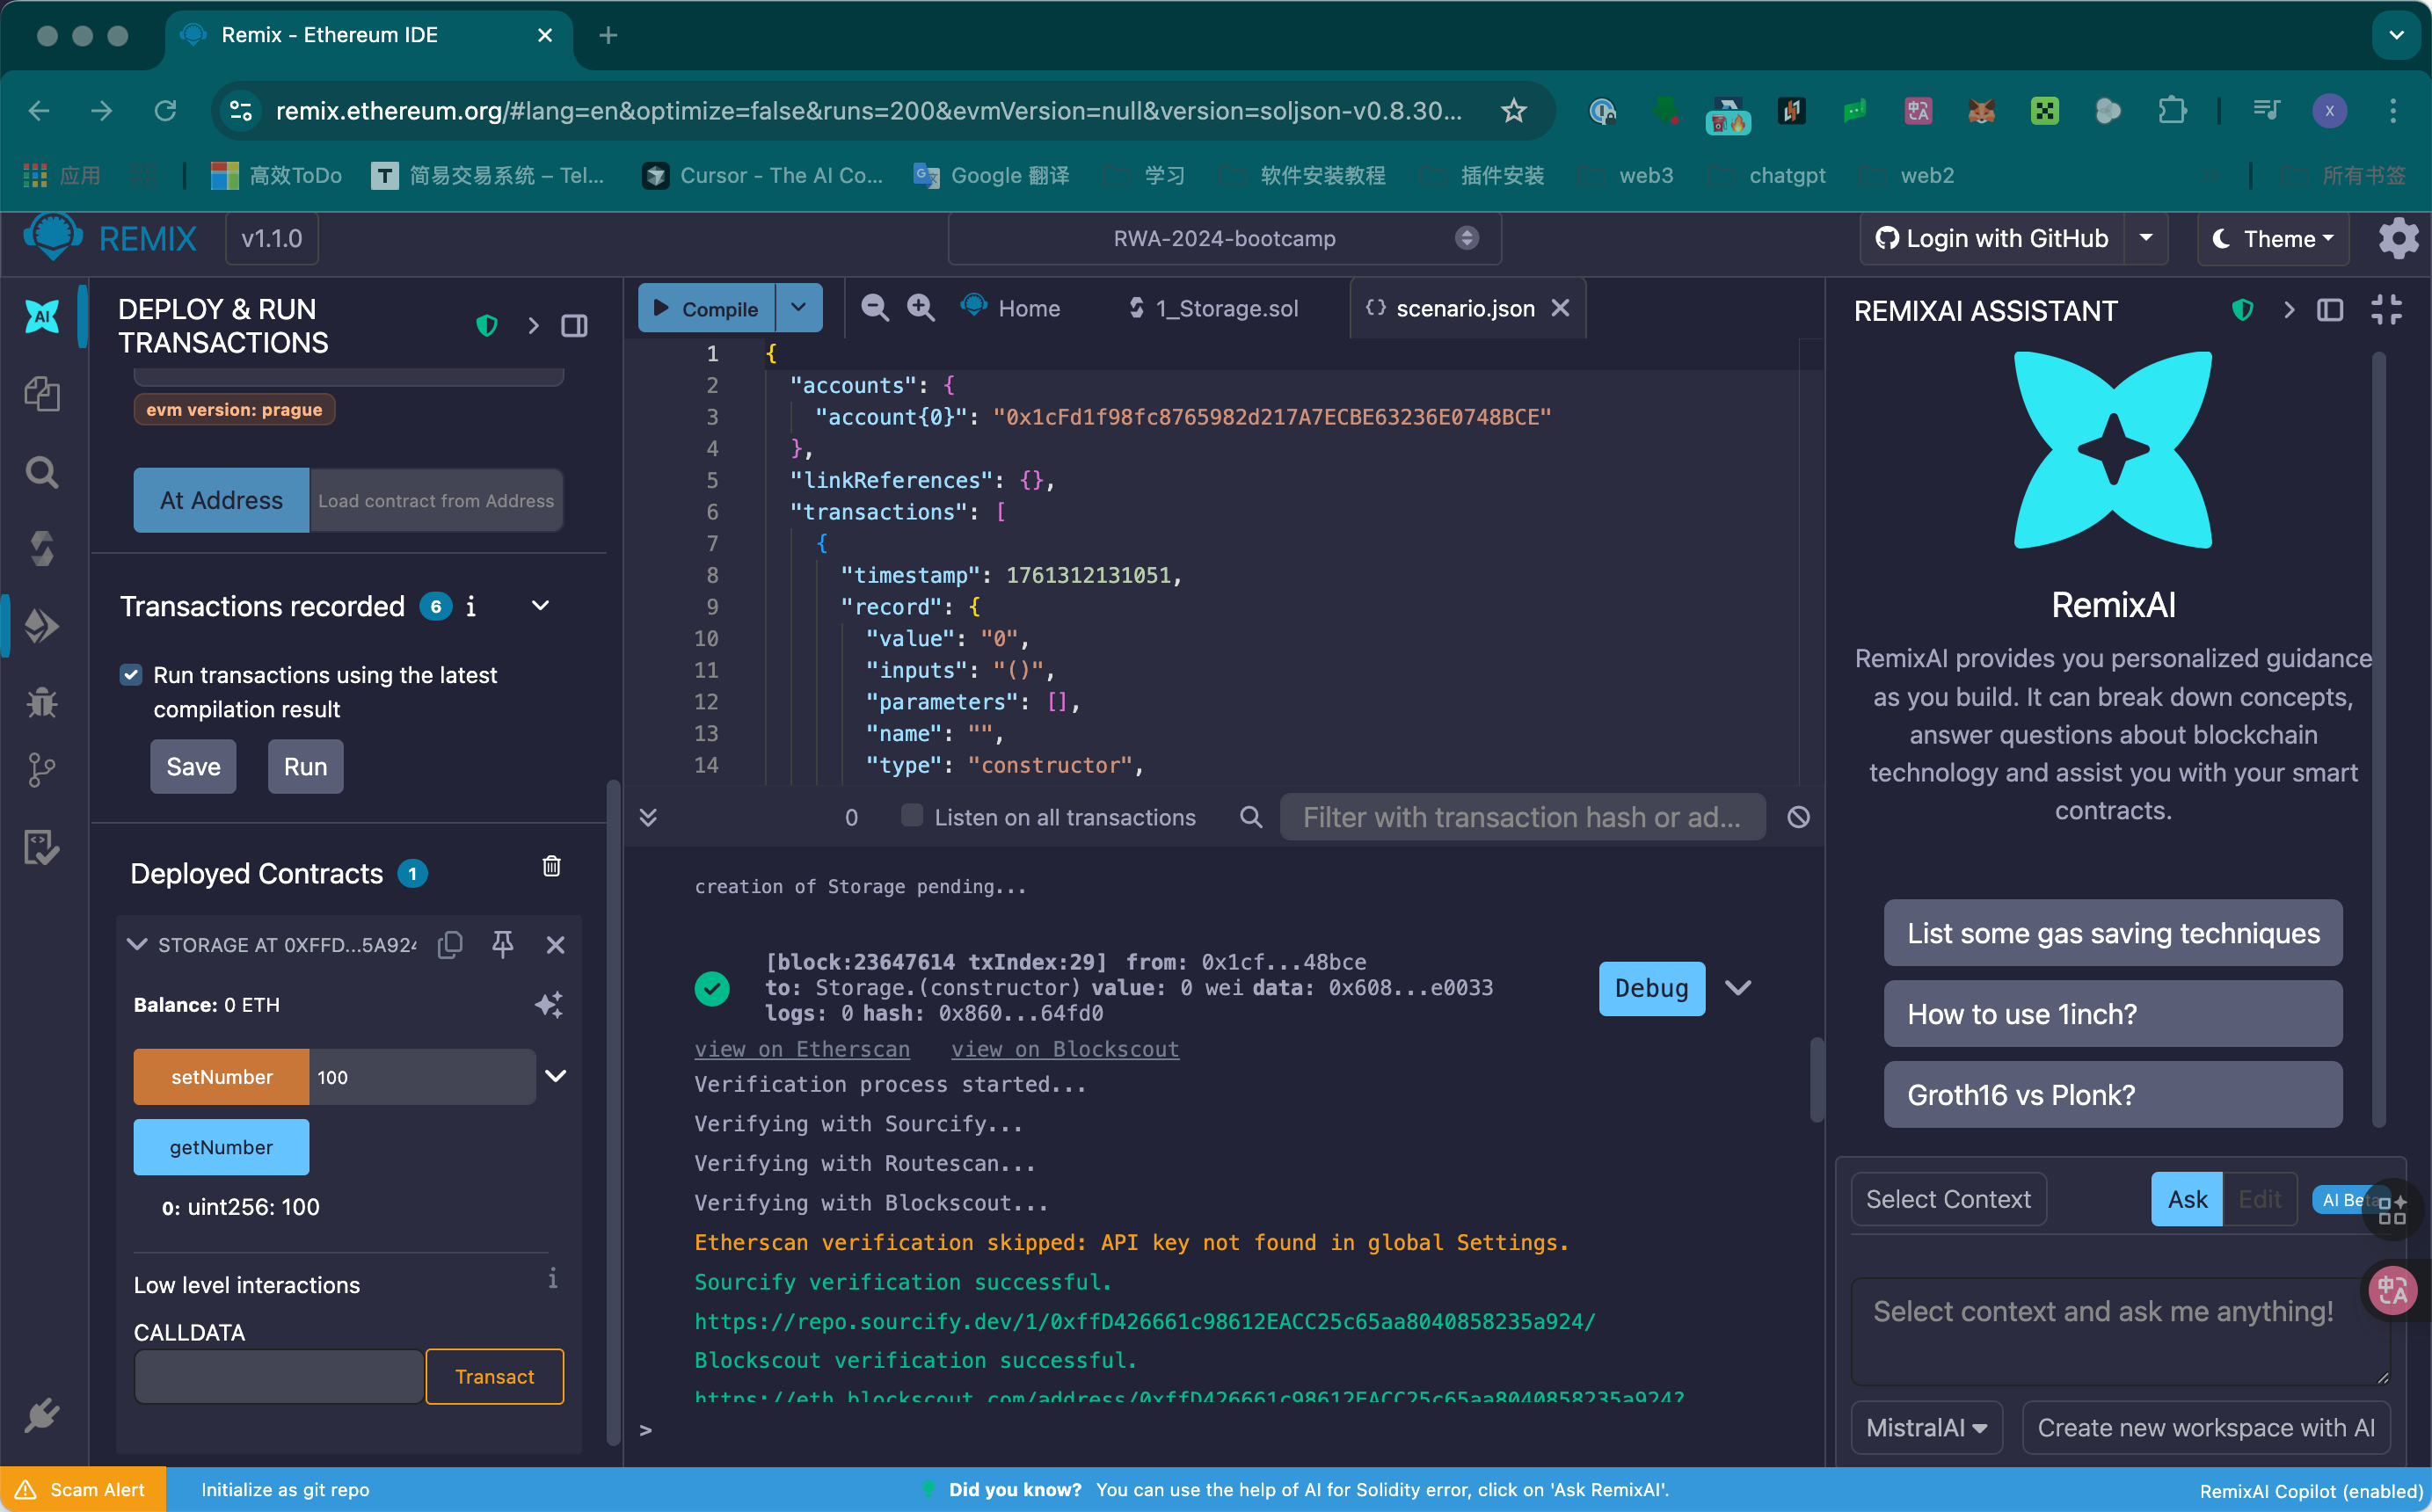 Remix - Ethereum IDE
remix.ethereum.org/#lang=en&optimize=false&runs=200&evmVersion=null&version=soljson-v0.8.30...
X
应用
高效ToDo
简易交易系统 – Tel...
Cursor - The AI Co...
Google 翻译
学习
软件安装教程
插件安装
web3
chatgpt
web2
所有书签
REMIX
v1.1.0
RWA-2024-bootcamp
Login with GitHub
Theme
AI
DEPLOY & RUN
TRANSACTIONS
evm version: prague
At Address
Load contract from Address
Transactions recorded 6 i
Run transactions using the latest
compilation result
Save
Run
Deployed Contracts 1
STORAGE AT 0XFFD...5A924
Balance: 0 ETH
setNumber
100
getNumber
0: uint256: 100
Low level interactions
i
CALLDATA
Transact
Compile
Home
1_Storage.sol
scenario.json
1 {
2 "accounts": {
3 "account{0}": "0x1cFd1f98fc8765982d217A7ECBE63236E0748BCE"
4 },
5 "linkReferences": {},
6 "transactions": [
7 {
8 "timestamp": 1761312131051,
9 "record": {
10 "value": "0",
11 "inputs": "()",
12 "parameters": [],
13 "name": "",
14 "type": "constructor",
0
Listen on all transactions
Filter with transaction hash or ad...
creation of Storage pending...
[block:23647614 txIndex:29] from: 0x1cf...48bce
to: Storage.(constructor) value: 0 wei data: 0x608...e0033
logs: 0 hash: 0x860...64fd0
Debug
view on Etherscan view on Blockscout
Verification process started...
Verifying with Sourcify...
Verifying with Routescan...
Verifying with Blockscout...
Etherscan verification skipped: API key not found in global Settings.
Sourcify verification successful.
https://repo.sourcify.dev/1/0xffD426661c98612EACC25c65aa8040858235a924/
Blockscout verification successful.
https://eth.blockscout.com/address/0xffD426661c98612EACC25c65aa8040858235a924?
>
REMIXAI ASSISTANT
RemixAI
RemixAI provides you personalized guidance
as you build. It can break down concepts,
answer questions about blockchain
technology and assist you with your smart
contracts.
List some gas saving techniques
How to use 1inch?
Groth16 vs Plonk?
Select Context
Ask
Edit
AI Beta
Select context and ask me anything!
MistralAI
Create new workspace with AI
Scam Alert
Initialize as git repo
Did you know? You can use the help of AI for Solidity error, click on 'Ask RemixAI'.
RemixAI Copilot (enabled)